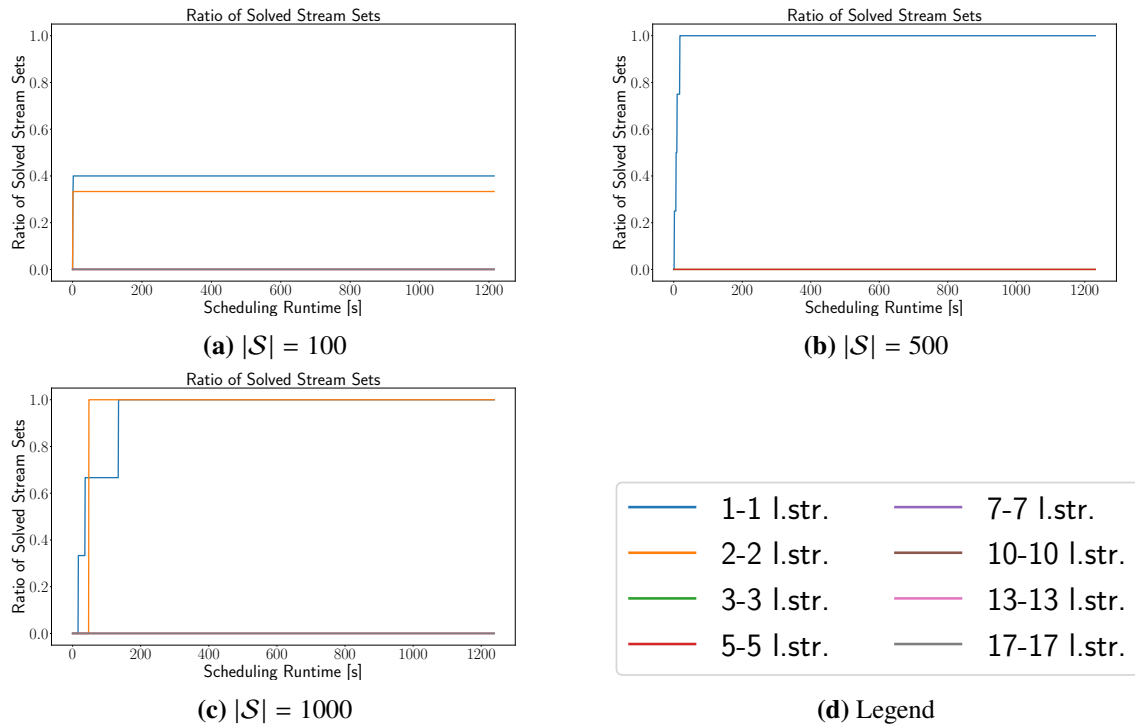 Ratio of Solved Stream Sets
1.0
0.8
0.6
0.4
0.2
0.0
Ratio of Solved Stream Sets
0 200 400 600 800 1000 1200
Scheduling Runtime [s]
(a) |𝒮| = 100
Ratio of Solved Stream Sets
1.0
0.8
0.6
0.4
0.2
0.0
Ratio of Solved Stream Sets
0 200 400 600 800 1000 1200
Scheduling Runtime [s]
(b) |𝒮| = 500
Ratio of Solved Stream Sets
1.0
0.8
0.6
0.4
0.2
0.0
Ratio of Solved Stream Sets
0 200 400 600 800 1000 1200
Scheduling Runtime [s]
(c) |𝒮| = 1000
1-1 l.str.
2-2 l.str.
3-3 l.str.
5-5 l.str.
7-7 l.str.
10-10 l.str.
13-13 l.str.
17-17 l.str.
(d) Legend